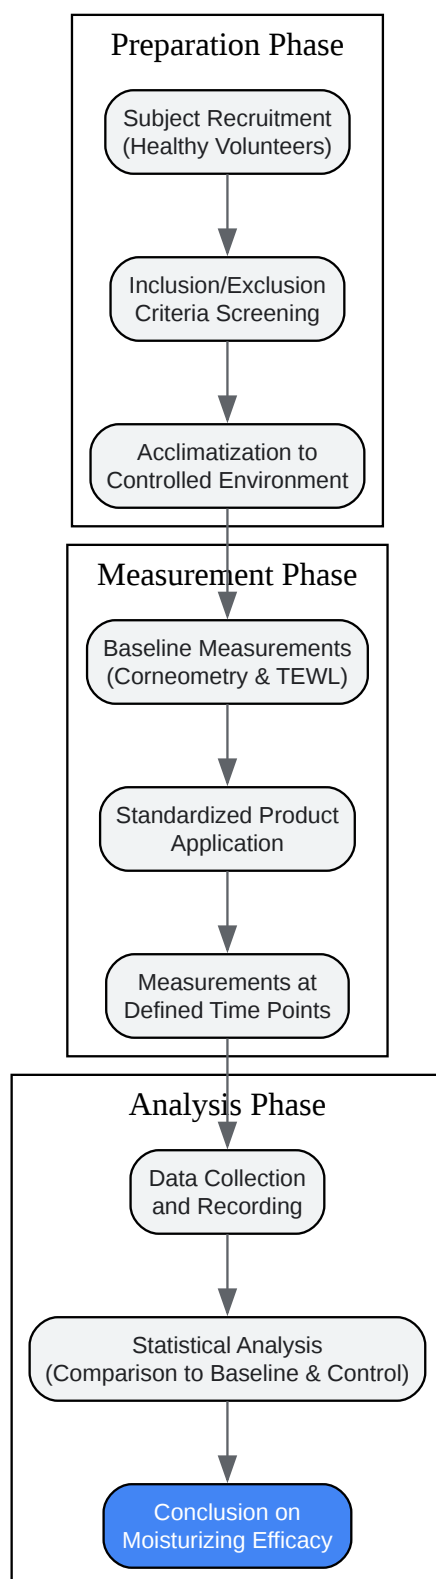 Preparation Phase
Subject Recruitment
(Healthy Volunteers)
Inclusion/Exclusion
Criteria Screening
Acclimatization to
Controlled Environment
Measurement Phase
Baseline Measurements
(Corneometry & TEWL)
Standardized Product
Application
Measurements at
Defined Time Points
Analysis Phase
Data Collection
and Recording
Statistical Analysis
(Comparison to Baseline & Control)
Conclusion on
Moisturizing Efficacy